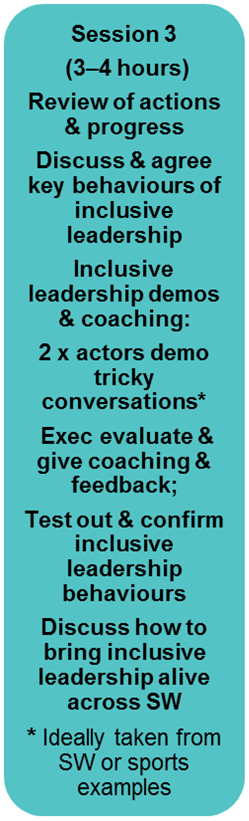 Session 3
(3–4 hours)
Review of actions
& progress
Discuss & agree
key behaviours of
inclusive
leadership
Inclusive
leadership demos
& coaching:
2 x actors demo
tricky
conversations*
Exec evaluate &
give coaching &
feedback;
Test out & confirm
inclusive
leadership
behaviours
Discuss how to
bring inclusive
leadership alive
across SW
* Ideally taken from
SW or sports
examples